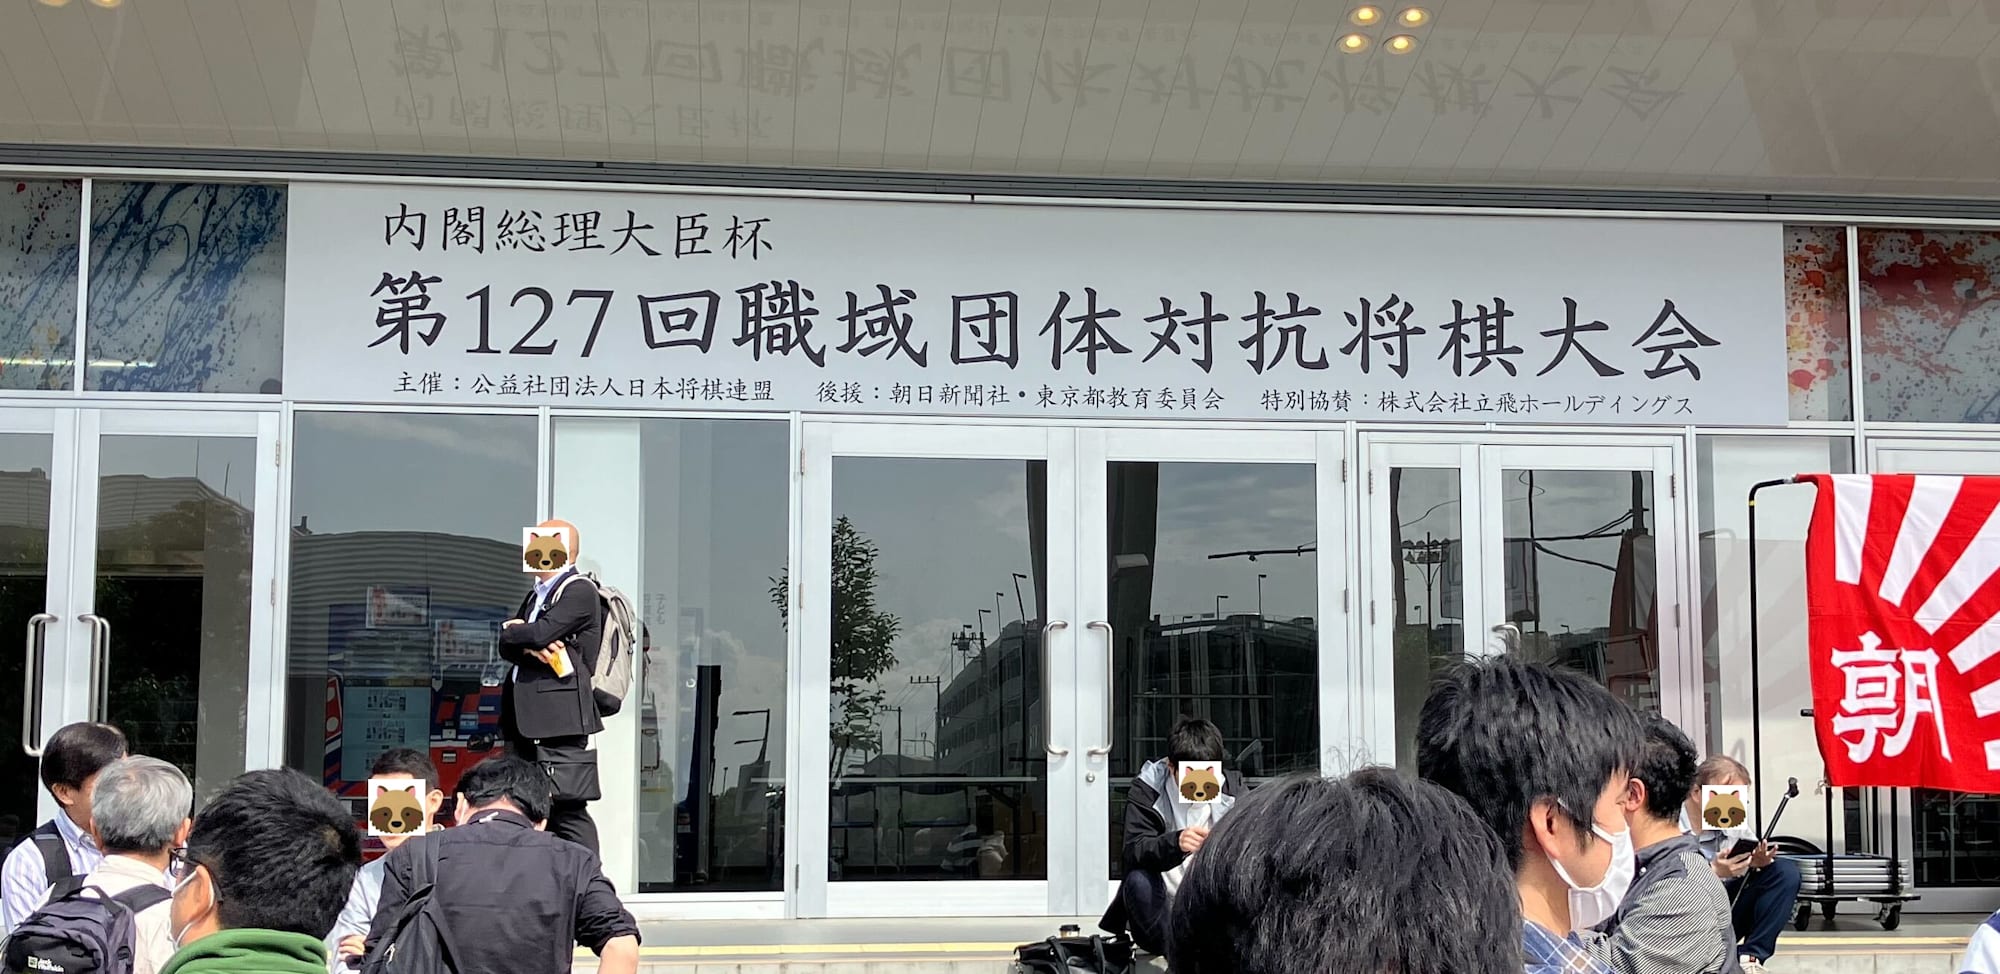 内閣総理大臣杯
第127回職域団体対抗将棋大会
主催：公益社団法人日本将棋連盟　後援：朝日新聞社・東京都教育委員会　特別協賛：株式会社立飛ホールディングス
朝